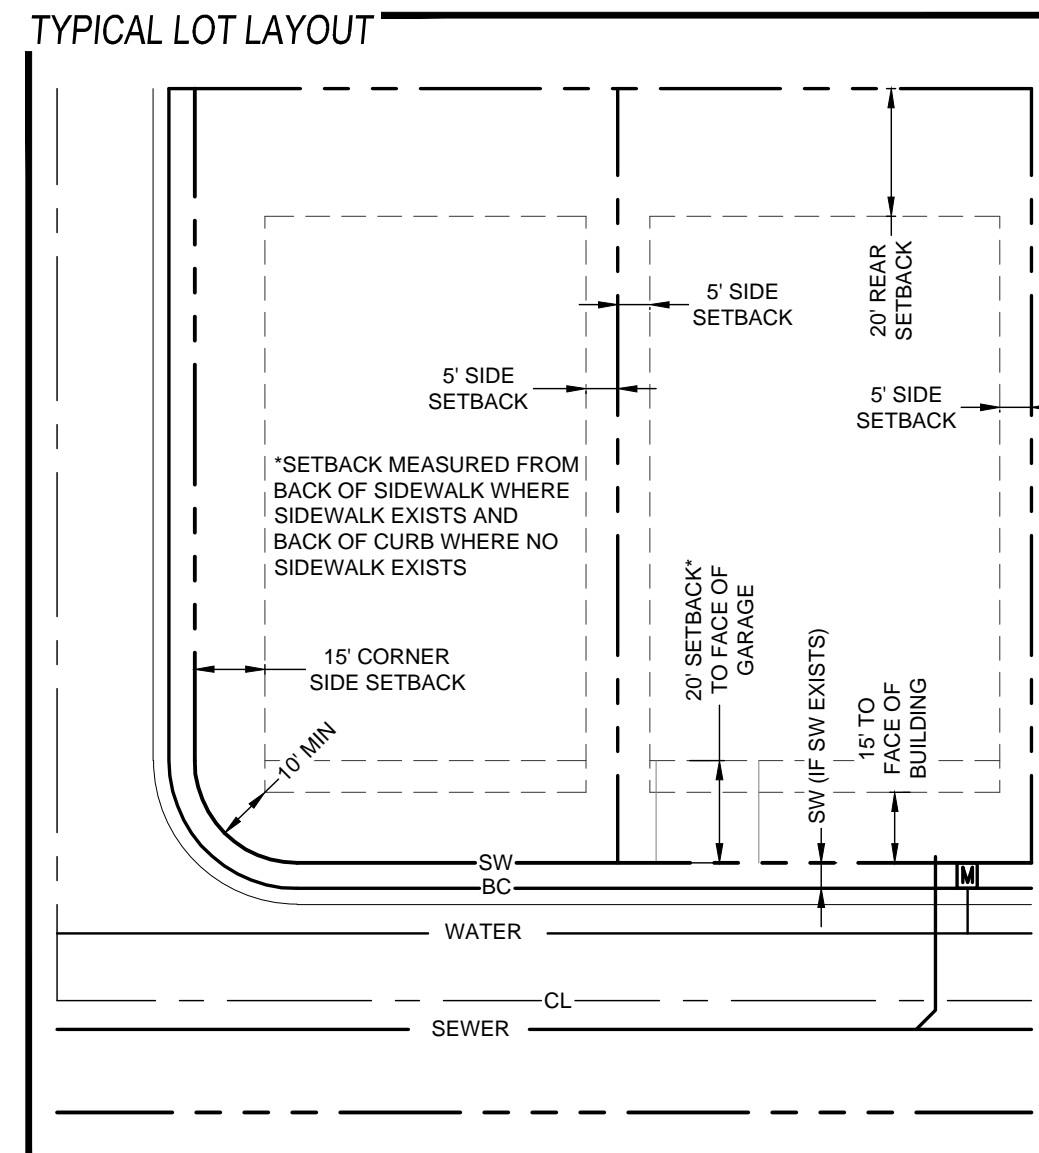 TYPICAL LOT LAYOUT
20' REAR
SETBACK
5' SIDE
SETBACK
5' SIDE
SETBACK
5' SIDE
SETBACK
*SETBACK MEASURED FROM
BACK OF SIDEWALK WHERE
SIDEWALK EXISTS AND
BACK OF CURB WHERE NO
SIDEWALK EXISTS
20' SETBACK*
TO FACE OF
GARAGE
SW (IF SW EXISTS)
15' TO
FACE OF
BUILDING
15' CORNER
SIDE SETBACK
10' MIN
SW
BC
M
WATER
CL
SEWER